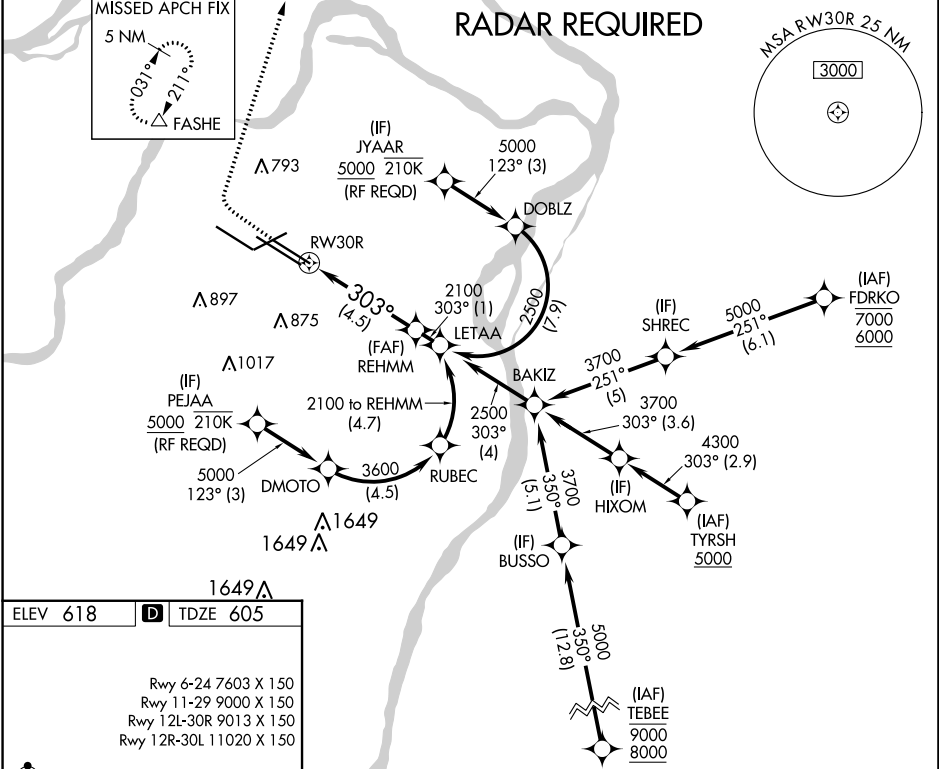 MISSED APCH FIX
5 NM
031°
211°
FASHE
RADAR REQUIRED
MSA RW30R 25 NM
3000
(IF)
JYAAR
5000 210K
(RF REQD)
5000
123° (3)
DOBLZ
793
RW30R
303°
(4.5)
2100
303° (1)
LETAA
(FAF)
REHMM
2500
(7.9)
897
875
1017
(IAF)
FDRKO
7000
6000
5000
251°
(6.1)
(IF)
SHREC
3700
251°
(5)
BAKIZ
2500
303°
(4)
3700
303° (3.6)
4300
303° (2.9)
(IF)
HIXOM
(IAF)
TYRSH
5000
(IF)
PEJAA
5000 210K
(RF REQD)
5000
123° (3)
DMOTO
3600
(4.5)
RUBEC
2100 to REHMM
(4.7)
3700
350°
(5.1)
(IF)
BUSSO
5000
350°
(12.8)
(IAF)
TEBEE
9000
8000
1649
1649
1649
ELEV 618 D TDZE 605
Rwy 6-24 7603 X 150
Rwy 11-29 9000 X 150
Rwy 12L-30R 9013 X 150
Rwy 12R-30L 11020 X 150